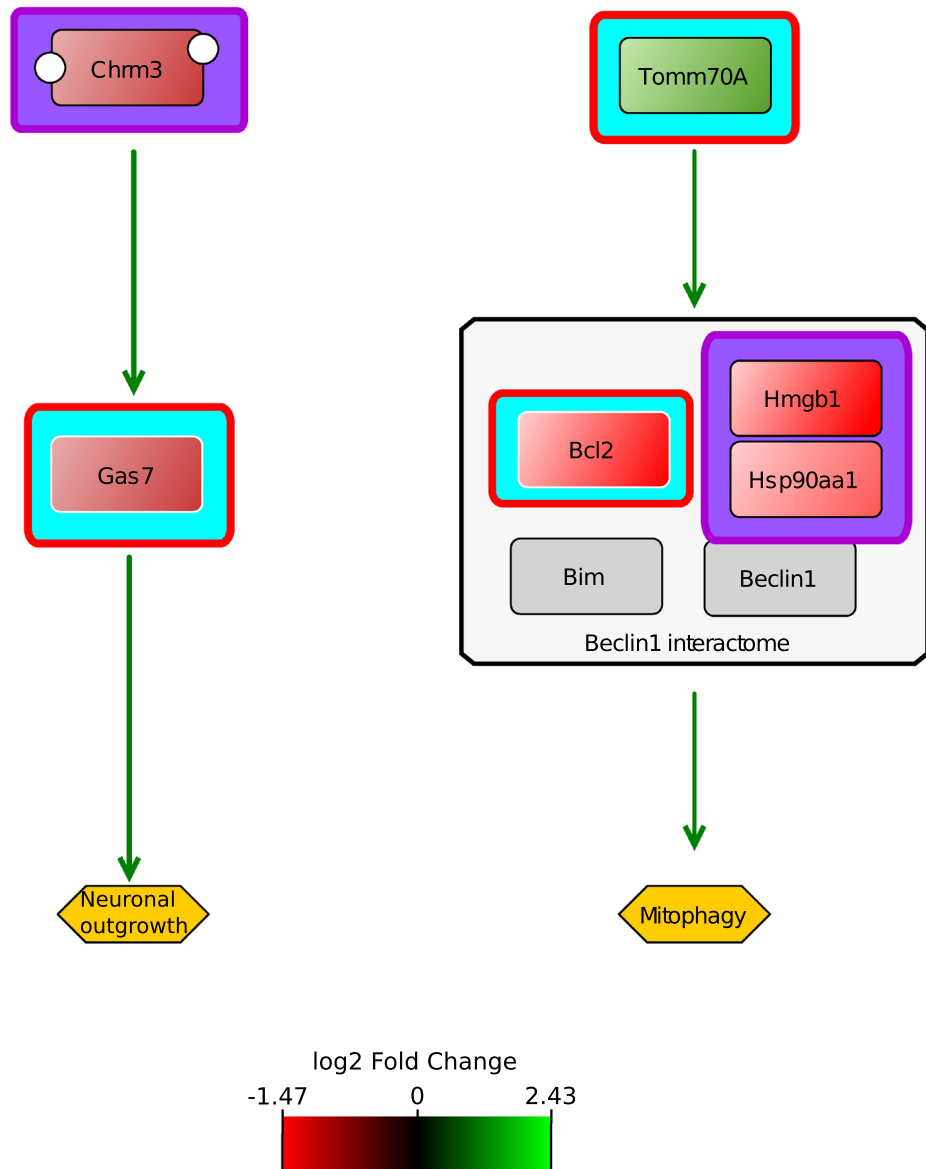 Chrm3
Tomm70A
Hmgb1
Bcl2
Gas7
Hsp90aa1
Bim
Beclin1
Beclin1 interactome
Neuronal
outgrowth
Mitophagy
log2 Fold Change
-1.47 0 2.43